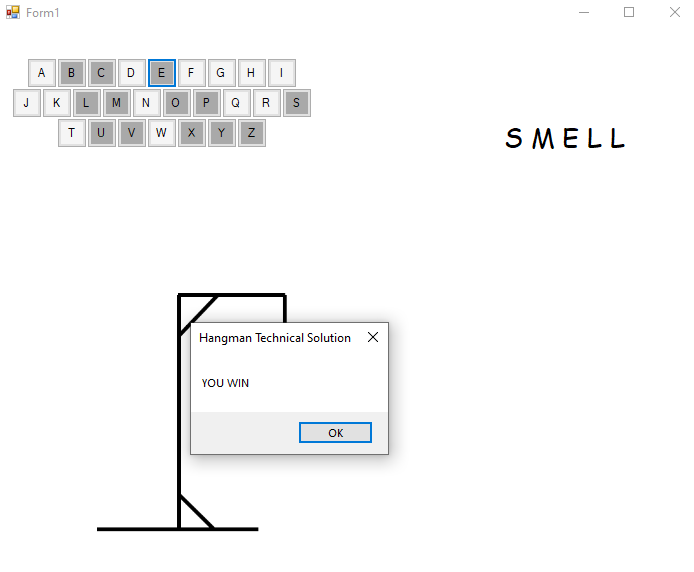 Form1
A B C D E F G H I
J K L M N O P Q R S
T U V W X Y Z
S M E L L
Hangman Technical Solution
YOU WIN
OK